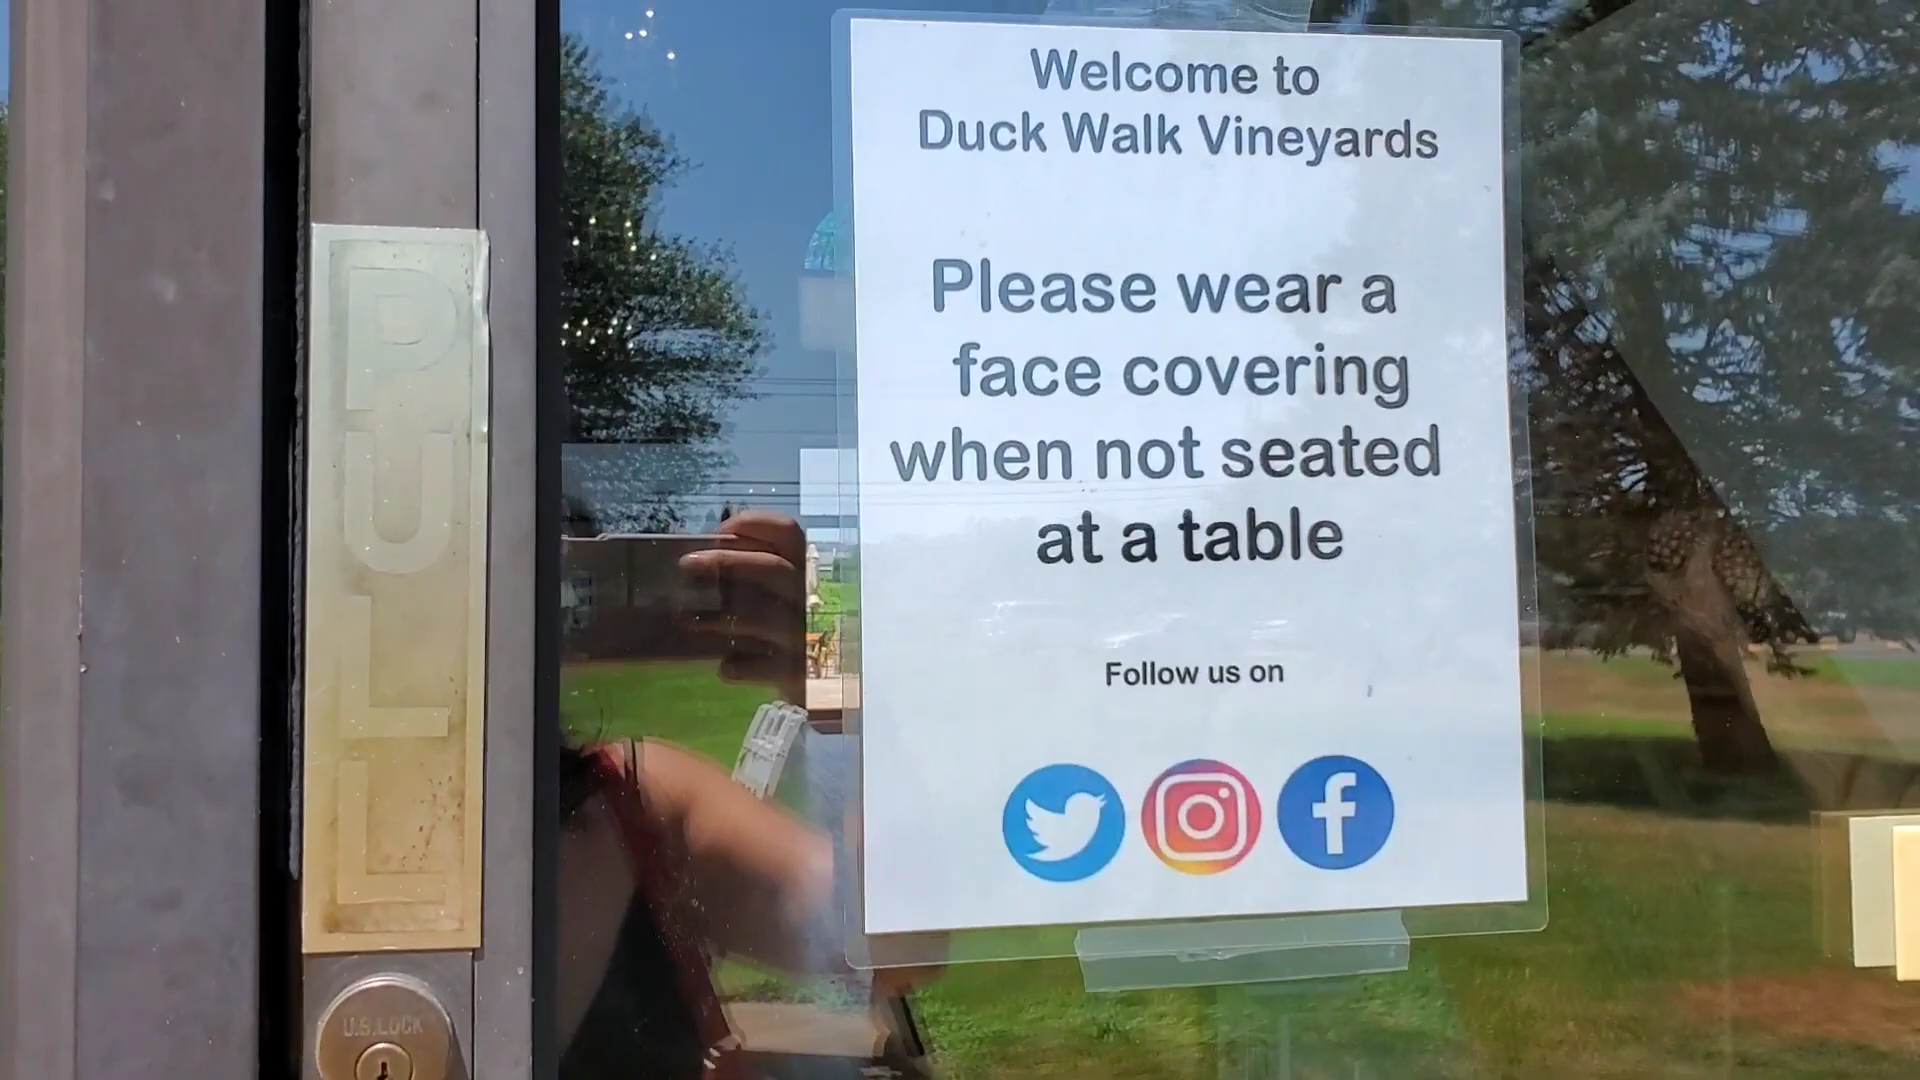 PULL
U.S.LOCK
Welcome to
Duck Walk Vineyards
Please wear a
face covering
when not seated
at a table
Follow us on